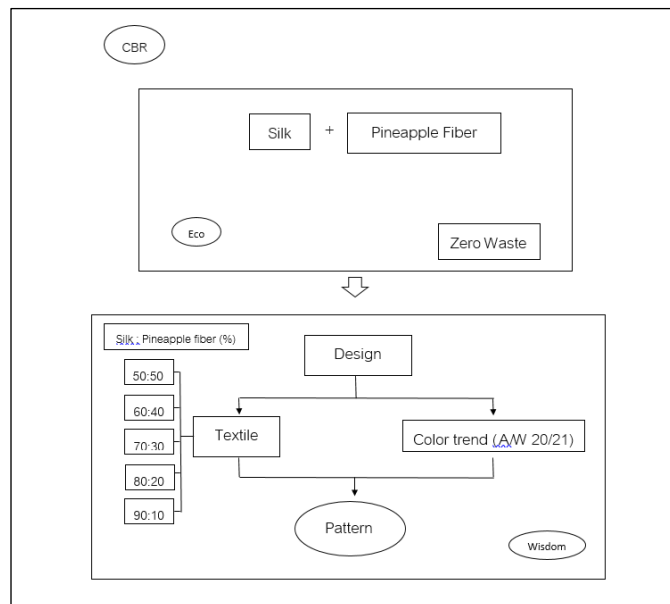 CBR
Silk + Pineapple Fiber
Eco
Zero Waste
Silk : Pineapple fiber (%)
Design
50:50
60:40
Textile
Color trend (A/W 20/21)
70:30
80:20
90:10
Pattern
Wisdom